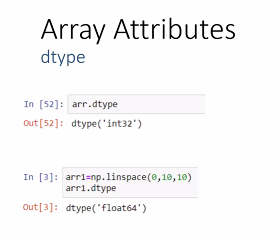 Array Attributes
dtype
In [52]: arr.dtype
Out[52]: dtype('int32')
In [3]: arr1=np.linspace(0,10,10)
arr1.dtype
Out[3]: dtype('float64')